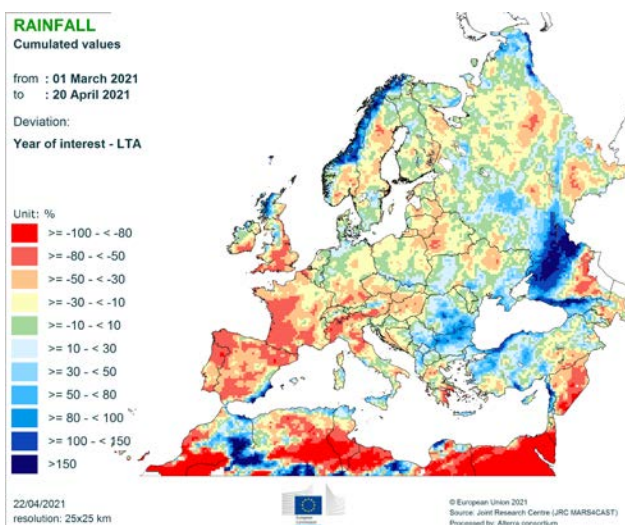 RAINFALL
Cumulated values
from : 01 March 2021
to : 20 April 2021
Deviation:
Year of interest - LTA
Unit: %
>= -100 - < -80
>= -80 - < -50
>= -50 - < -30
>= -30 - < -10
>= -10 - < 10
>= 10 - < 30
>= 30 - < 50
>= 50 - < 80
>= 80 - < 100
>= 100 - < 150
>150
22/04/2021
resolution: 25x25 km
European
Commission
© European Union 2021
Source: Joint Research Centre (JRC MARS4CAST)
Processed by: Alterra consortium